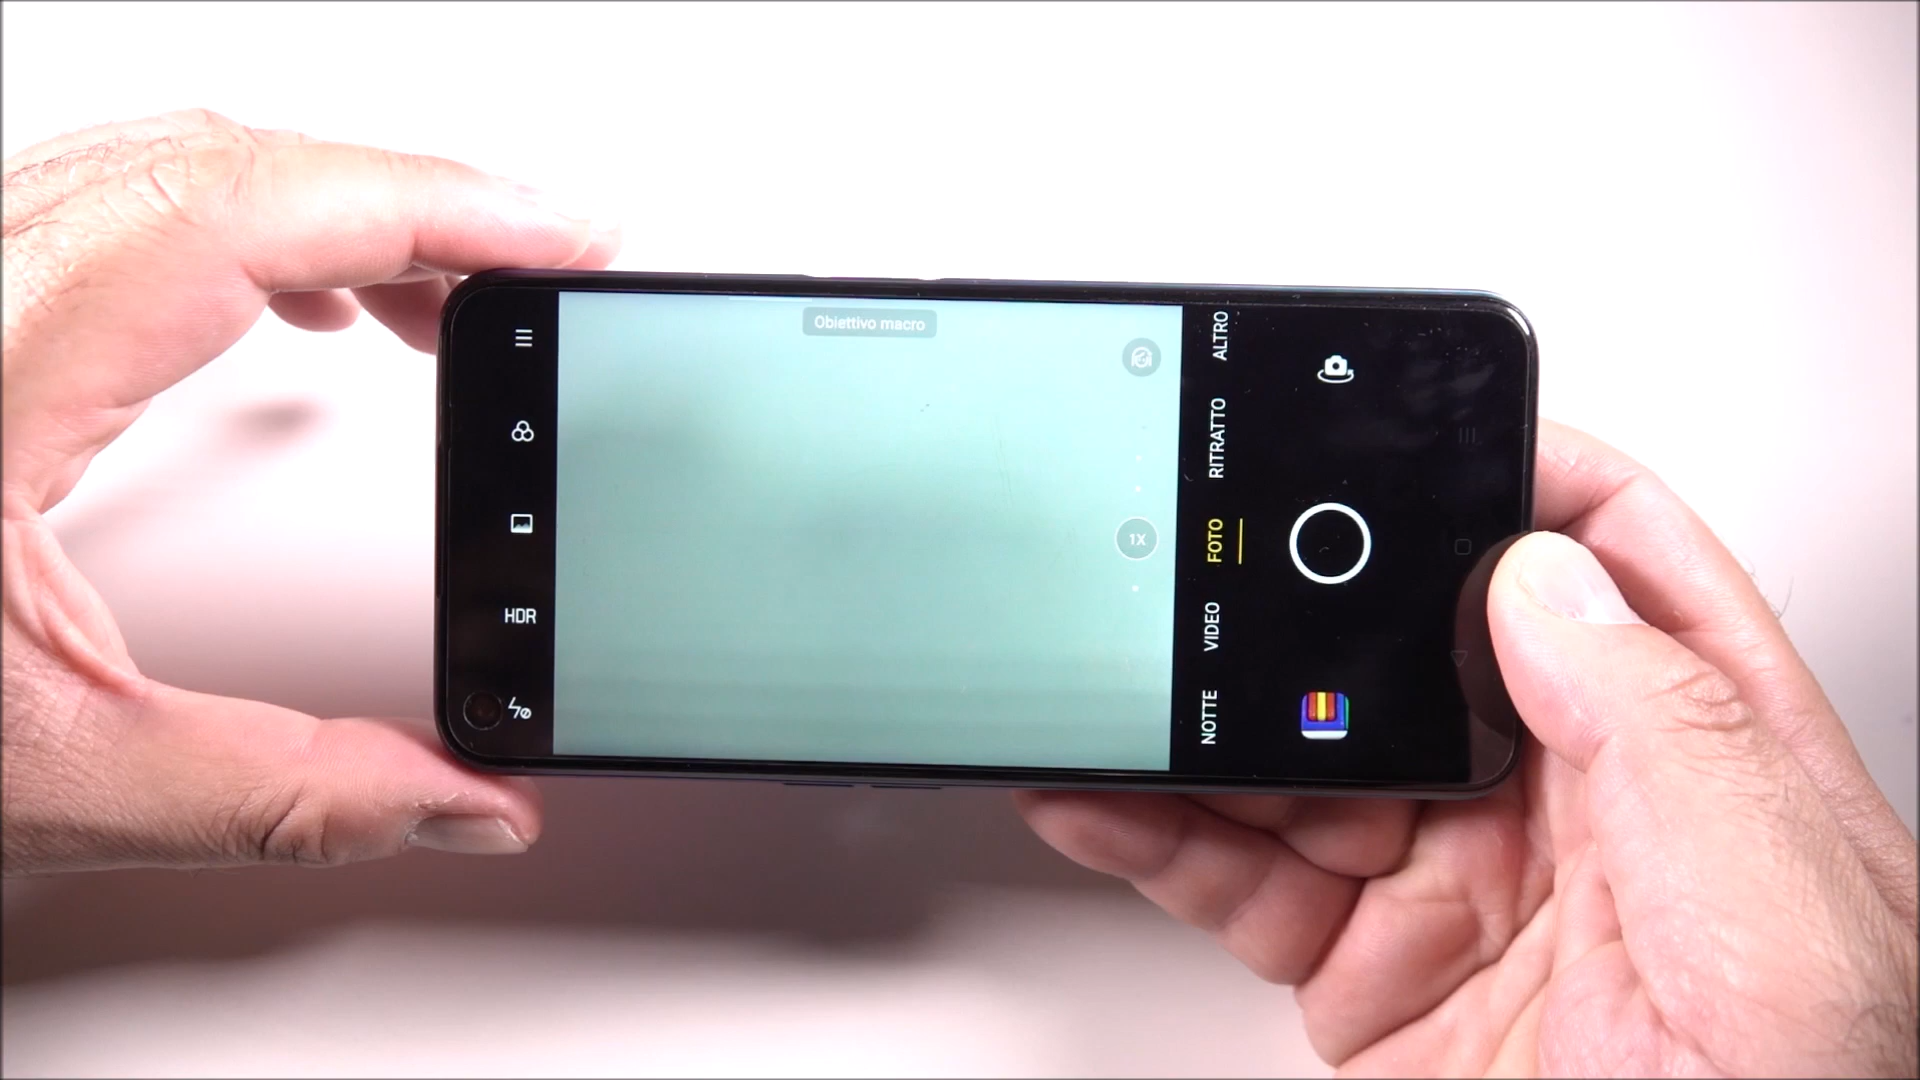 Obiettivo macro
1X
HDR
ALTRO
RITRATTO
FOTO
VIDEO
NOTTE